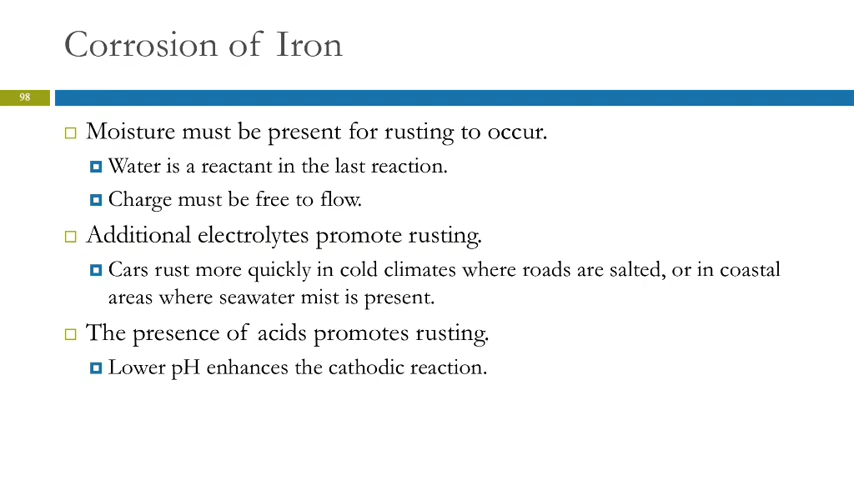 Corrosion of Iron
98
Moisture must be present for rusting to occur.
Water is a reactant in the last reaction.
Charge must be free to flow.
Additional electrolytes promote rusting.
Cars rust more quickly in cold climates where roads are salted, or in coastal
areas where seawater mist is present.
The presence of acids promotes rusting.
Lower pH enhances the cathodic reaction.